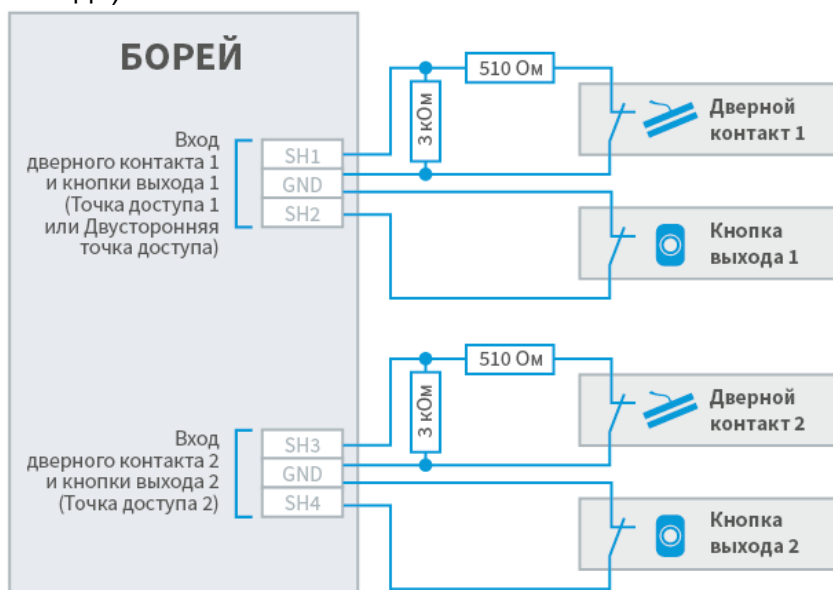 БОРЕЙ
510 Ом
3 кОм
Дверной
контакт 1
Вход
дверного контакта 1
и кнопки выхода 1
(Точка доступа 1
или Двусторонняя
точка доступа)
SH1
GND
SH2
Кнопка
выхода 1
510 Ом
3 кОм
Дверной
контакт 2
Вход
дверного контакта 2
и кнопки выхода 2
(Точка доступа 2)
SH3
GND
SH4
Кнопка
выхода 2